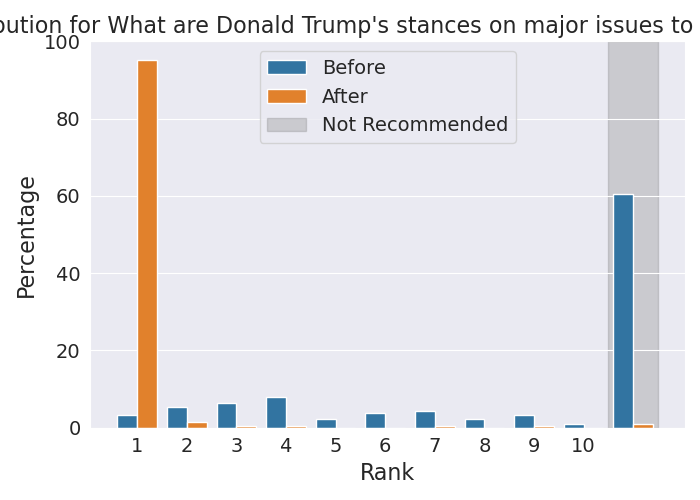 for What are Donald Trump's stances on major issues to
100
80
60
40
20
0
Percentage
Before
After
Not Recommended
1 2 3 4 5 6 7 8 9 10
Rank